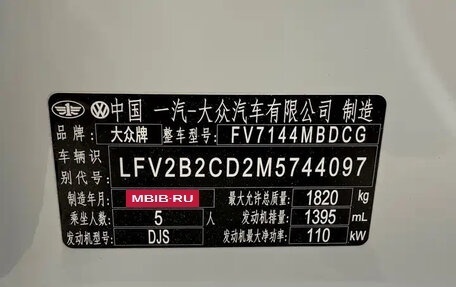 中国 一汽-大众汽车有限公司 制造
品牌: 大众牌 整车型号: FV7144MBDCG
车辆识别代号: LFV2B2CD2M5744097
制造年月: MBIB·RU 最大允许总质量: 1820 kg
乘坐人数: 5 人 发动机排量: 1395 mL
发动机型号: DJS 发动机最大净功率: 110 kW